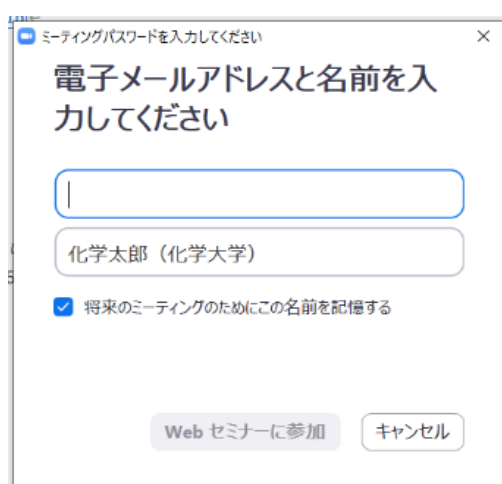 ミーティングパスワードを入力してください
電子メールアドレスと名前を入
力してください
化学太郎（化学大学）
将来のミーティングのためにこの名前を記憶する
Web セミナーに参加
キャンセル